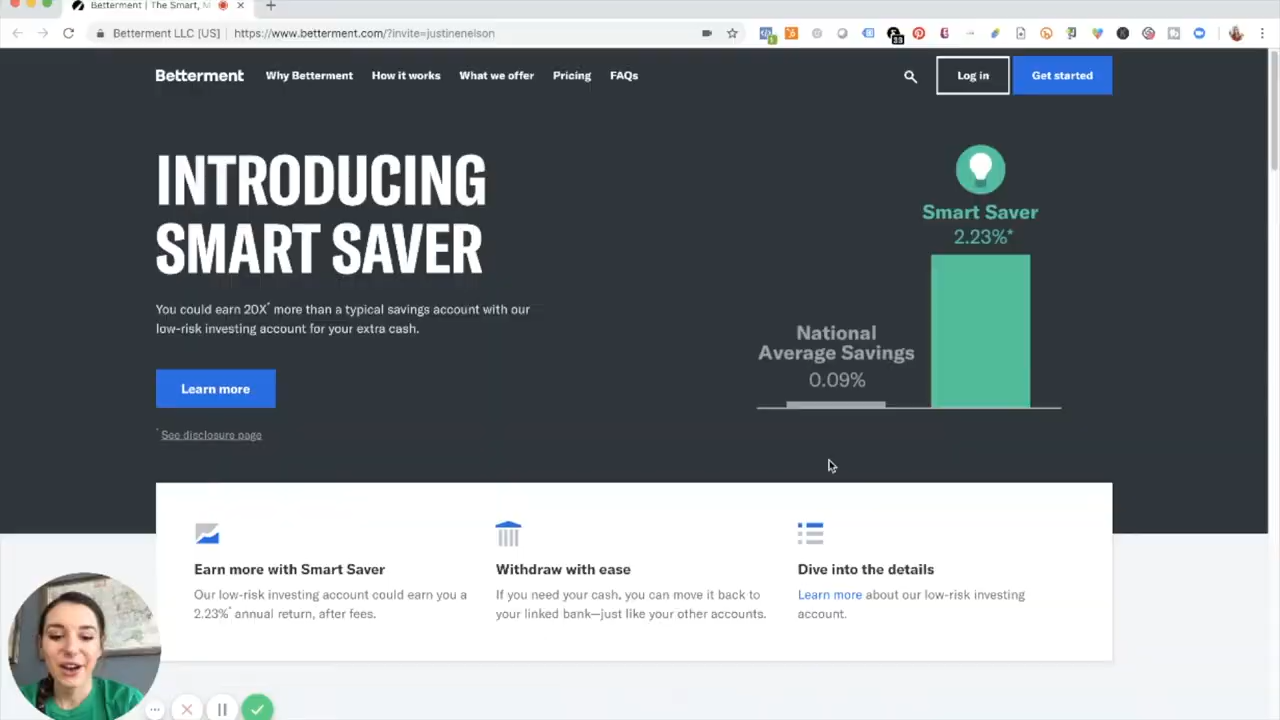 Betterment | The Smart, M
Betterment LLC [US] | https://www.betterment.com/?invite=justinenelson
1
33
Betterment
Why Betterment
How it works
What we offer
Pricing
FAQs
Log in
Get started
INTRODUCING
SMART SAVER
You could earn 20X* more than a typical savings account with our
low-risk investing account for your extra cash.
Learn more
* See disclosure page
Smart Saver
2.23%*
National
Average Savings
0.09%
Earn more with Smart Saver
Our low-risk investing account could earn you a
2.23%* annual return, after fees.
Withdraw with ease
If you need your cash, you can move it back to
your linked bank—just like your other accounts.
Dive into the details
Learn more about our low-risk investing
account.